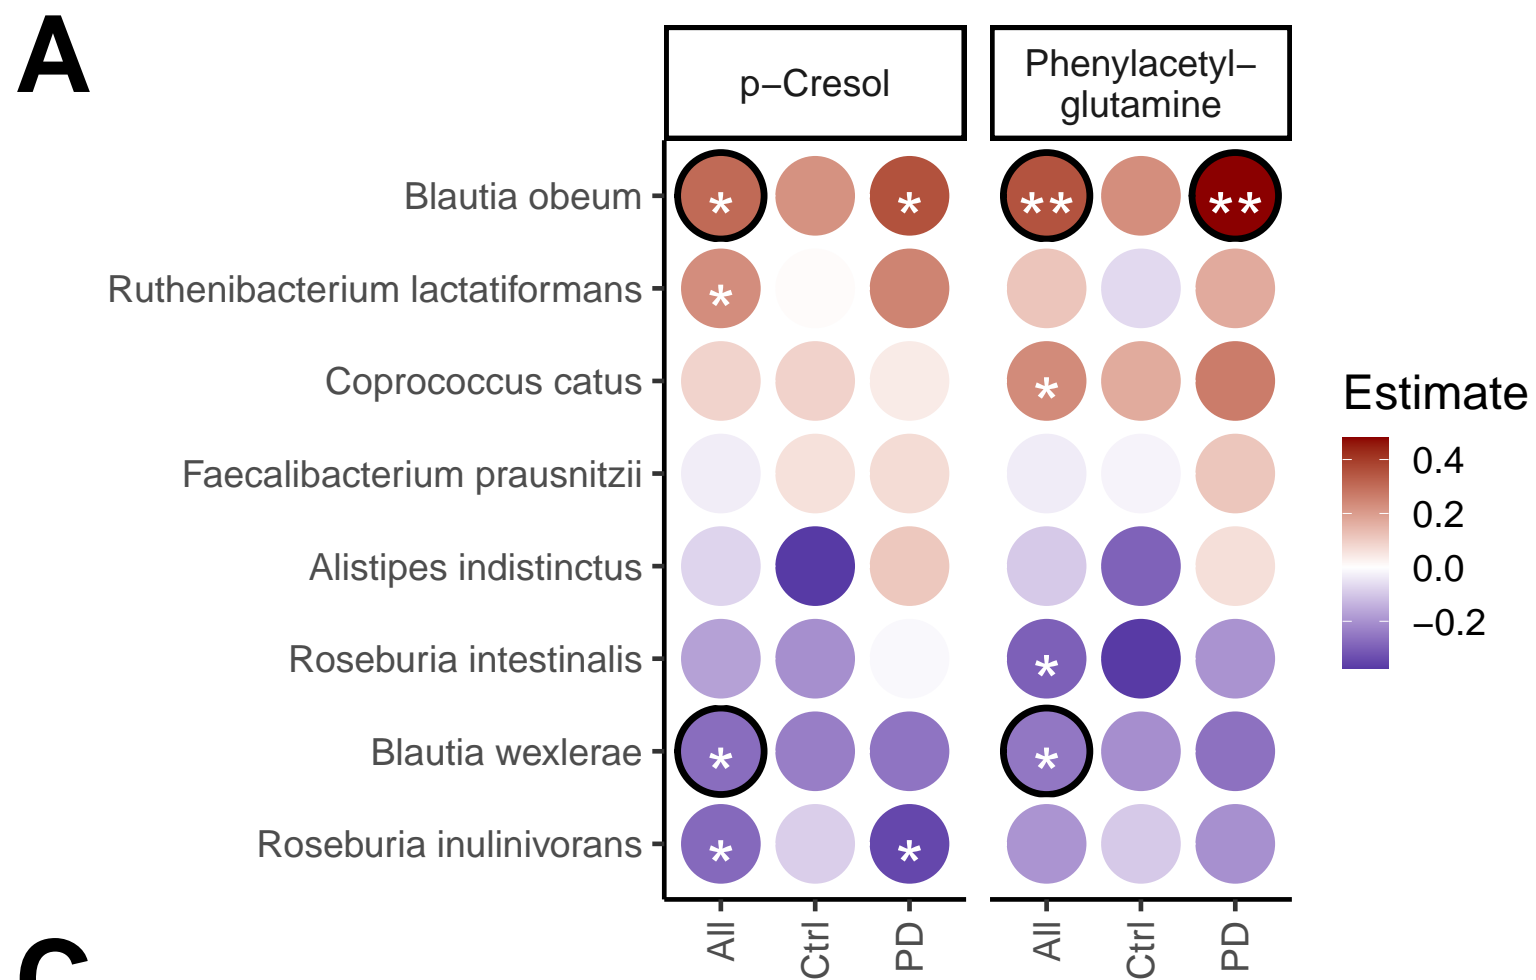 A
p–Cresol
Phenylacetyl–
glutamine
Blautia obeum
* * ** **
Ruthenibacterium lactatiformans
*
Coprococcus catus
*
Faecalibacterium prausnitzii
Alistipes indistinctus
Roseburia intestinalis
*
Blautia wexlerae
* *
Roseburia inulinivorans
* *
All Ctrl PD All Ctrl PD
Estimate
0.4
0.2
0.0
−0.2
C